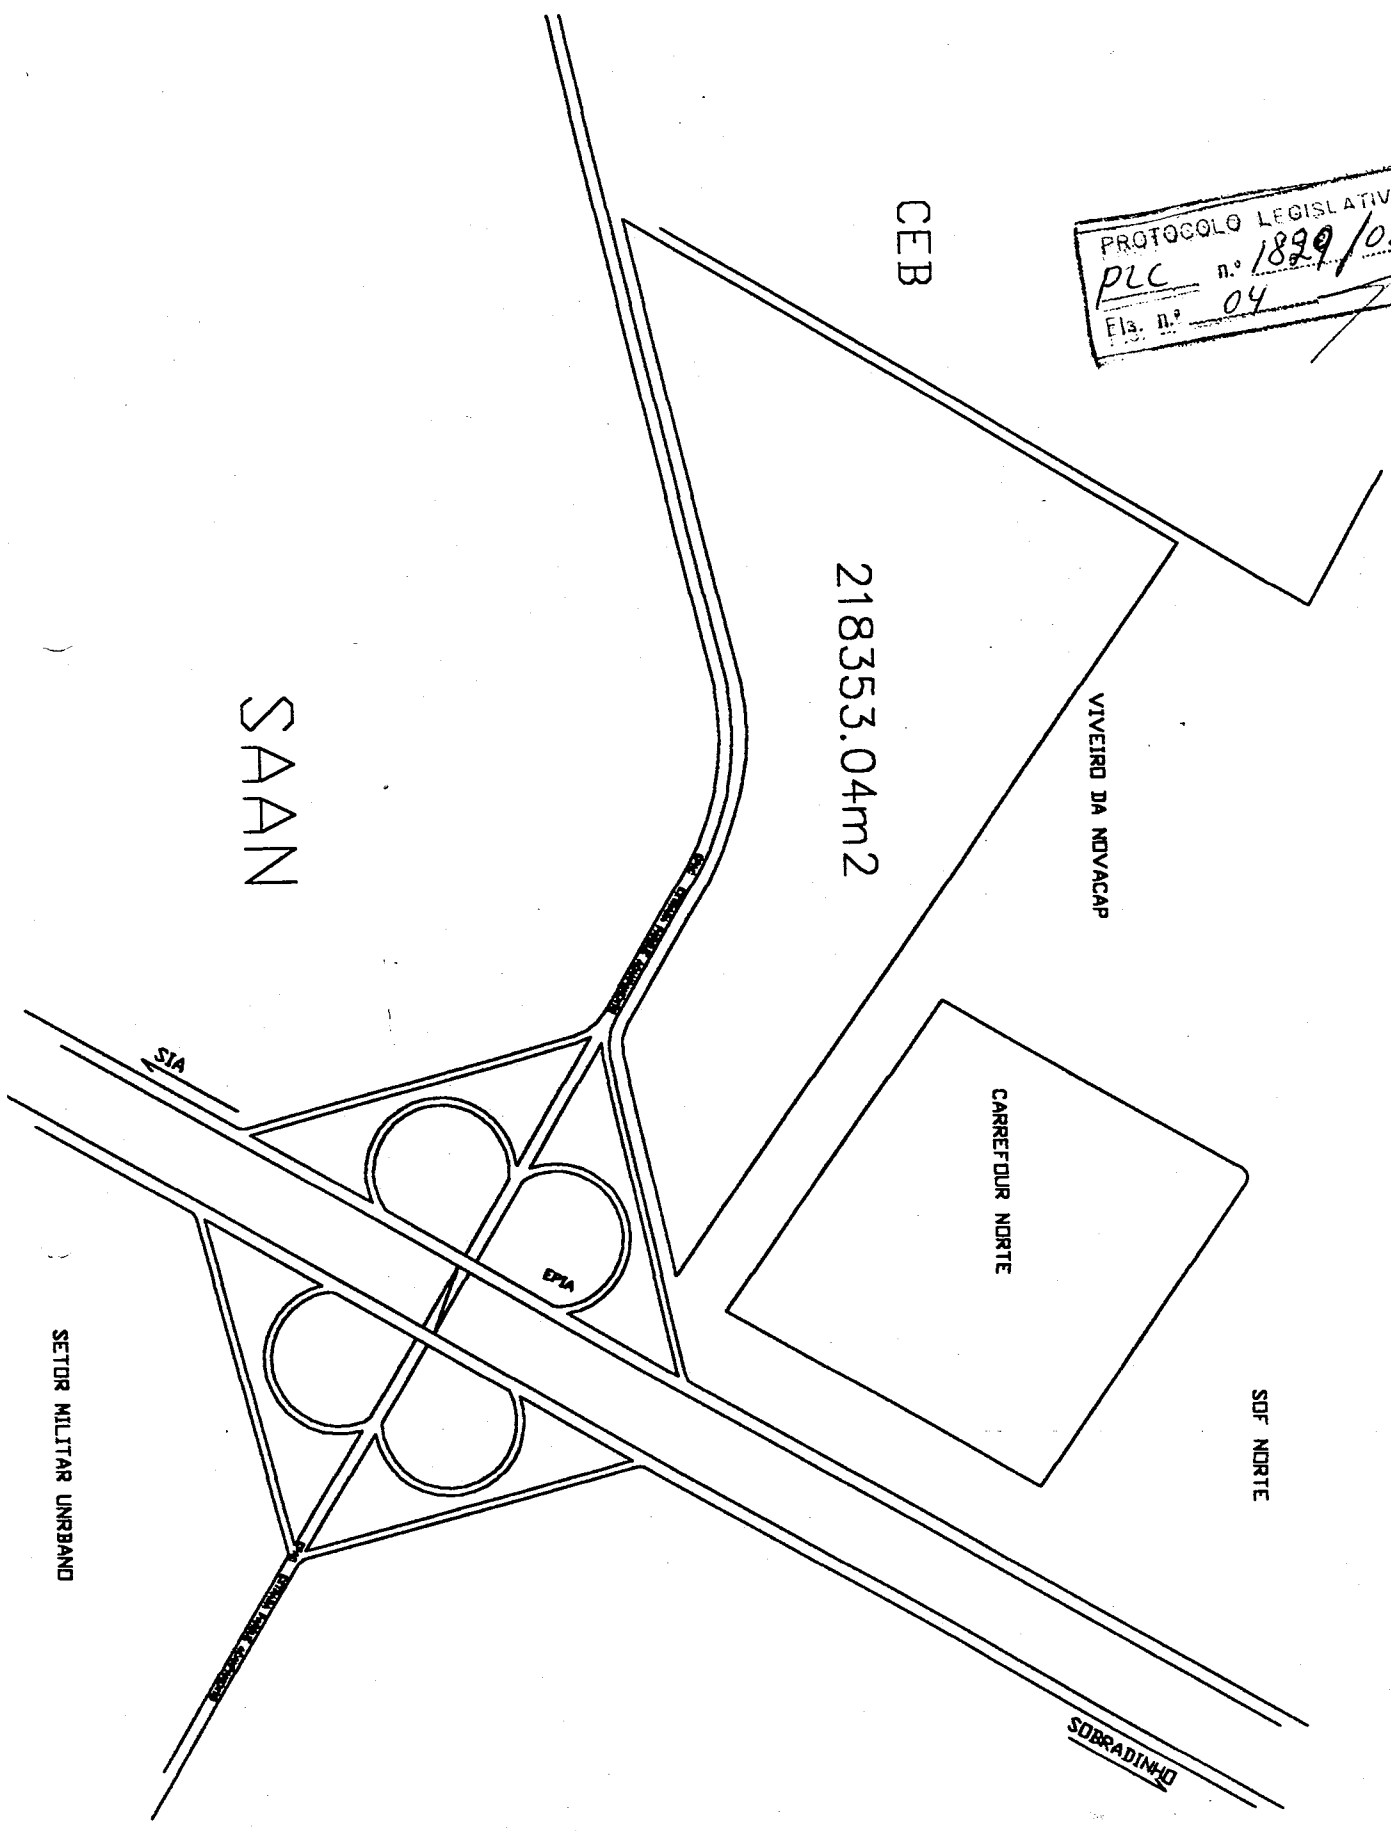 PROTOCOLO LEGISLATIV
PLC n.º 1829/0
Fls. n.º 04
CEB
218353.04m2
VIVEIRO DA NOVACAP
SAAN
CARREFOUR NORTE
SIA
EPIA
SOF NORTE
SETOR MILITAR UNRBANO
SOBRADINHO